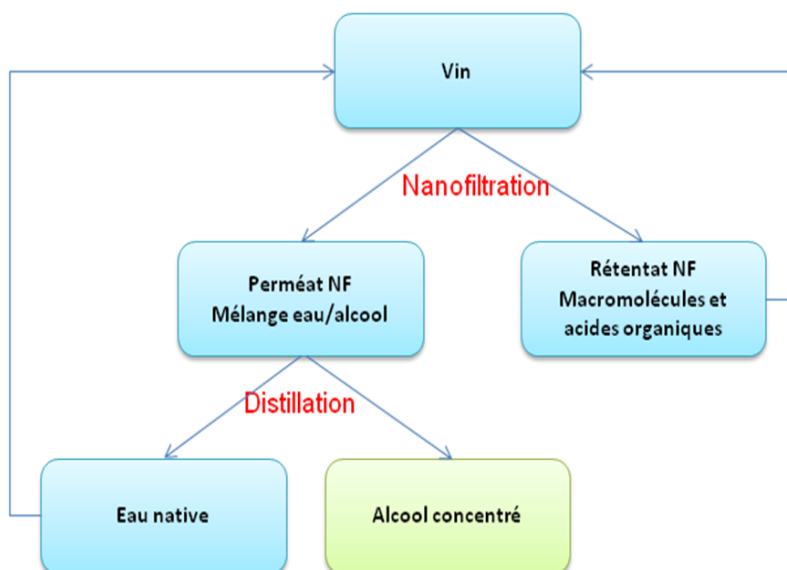 Vin
Nanofiltration
Perméat NF
Mélange eau/alcool
Rétentat NF
Macromolécules et
acides organiques
Distillation
Eau native
Alcool concentré